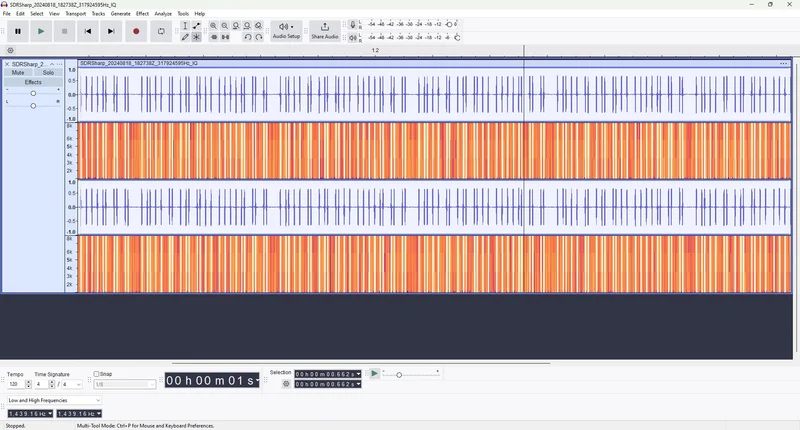 SDRSharp_20240818_182738Z_317924595Hz_IQ
File Edit Select View Transport Tracks Generate Effect Analyze Tools Help
Audio Setup Share Audio
L R -54 -48 -42 -36 -30 -24 -18 -12 -6 0
L R -54 -48 -42 -36 -30 -24 -18 -12 -6
1.2
SDRSharp_2... SDRSharp_20240818_182738Z_317924595Hz_IQ
Mute Solo
Effects
- +
L R
1.0
0.5
0.0
-0.5
-1.0
8k
6k
5k
4k
3k
2k
1.0
0.5
0.0
-0.5
-1.0
8k
6k
5k
4k
3k
2k
Tempo Time Signature
120 4 / 4
Snap
1/8
00 h 00 m 01 s
Selection
00 h 00 m 00.662 s
00 h 00 m 00.662 s
Low and High Frequencies
1,439.16 Hz 1,439.16 Hz
Stopped. Multi-Tool Mode: Ctrl+P for Mouse and Keyboard Preferences.